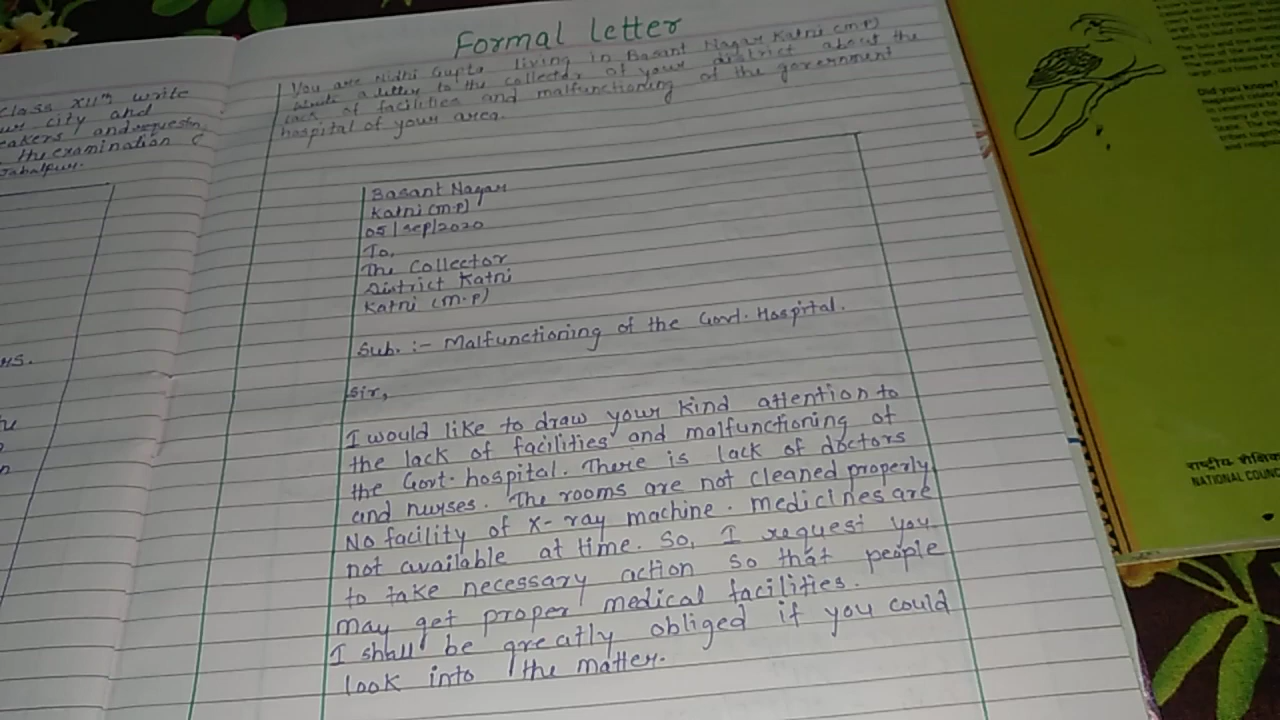 Formal letter
You are Nidhi Gupta living in Basant Nagar Katni (m.p)
write a letter to the collector of your district about the
lack of facilities and malfunctioning of the government
hospital of your area.
Basant Nagar
Katni (m.p)
05/sep/2020
To,
The Collector
District Katni
Katni (m.p)
Sub. :- Malfunctioning of the Govt. Hospital.
Sir,
I would like to draw your kind attention to
the lack of facilities and malfunctioning of
the Govt. hospital. There is lack of doctors
and nurses. The rooms are not cleaned properly
No facility of X-ray machine. medicines are
not available at time. So, I request you
to take necessary action so that people
may get proper medical facilities.
I shall be greatly obliged if you could
look into the matter.
class XIIth write
city and
the examination
Jabalpur.
Did you know?
राष्ट्रीय शैक्षिक
NATIONAL COUN